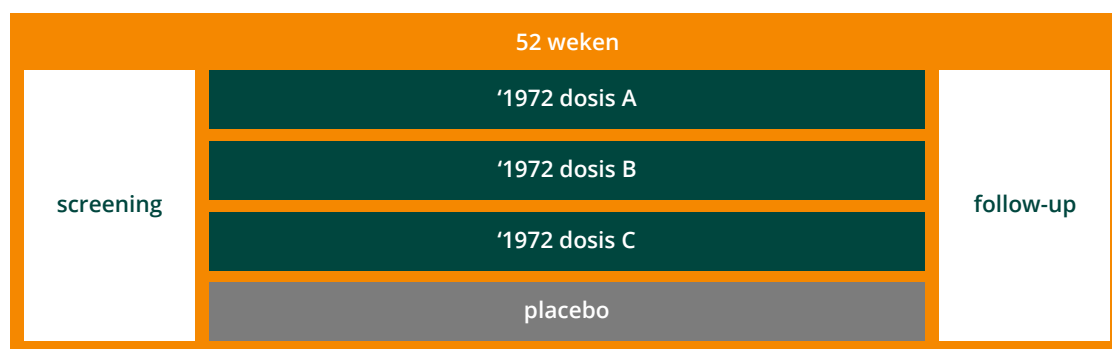 52 weken
‘1972 dosis A
‘1972 dosis B
screening
follow-up
‘1972 dosis C
placebo